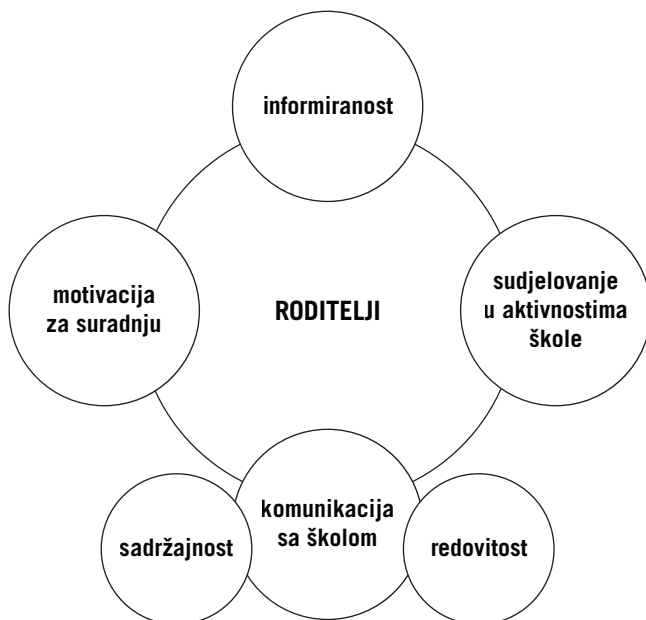 informiranost
motivacija
za suradnju
RODITELJI
sudjelovanje
u aktivnostima
škole
komunikacija
sa školom
sadržajnost
redovitost